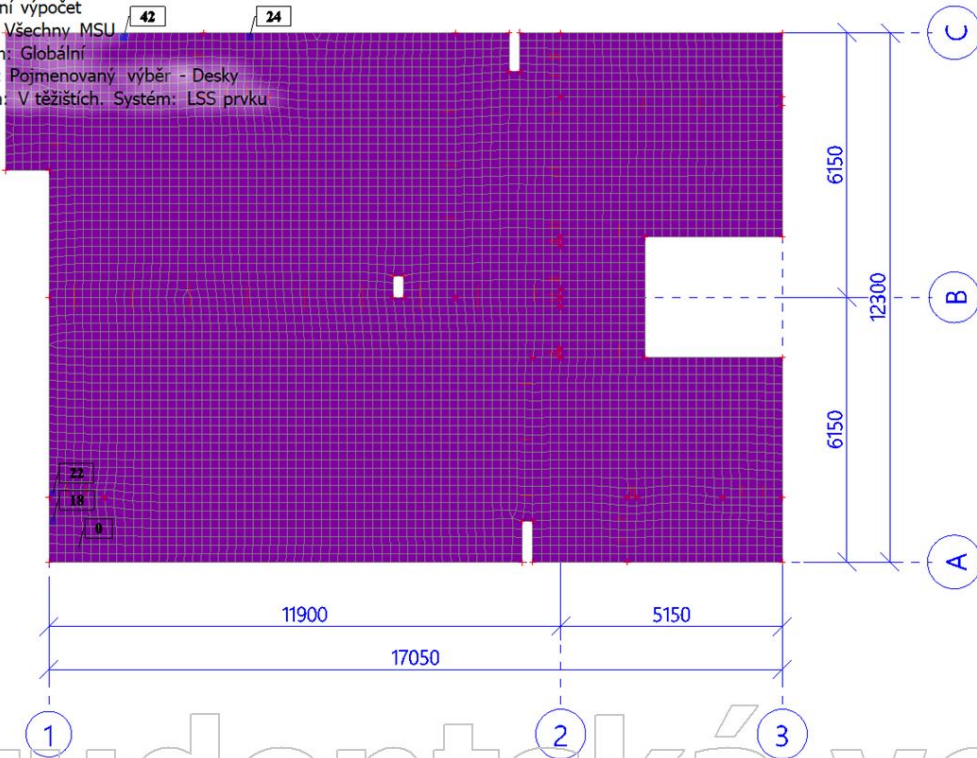 ní výpočet
Všechny MSU
n: Globální
: Pojmenovaný výběr - Desky
n: V těžištích. Systém: LSS prvku
42
24
C
6150
12300
B
6150
22
18
0
A
11900
5150
17050
1
2
3